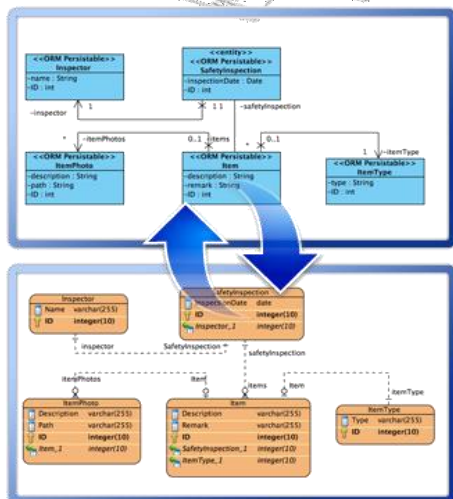 <<ORM Persistable>>
Inspector
-name : String
-ID : int
<<entity>>
<<ORM Persistable>>
SafetyInspection
-inspectionDate : Date
-ID : int
-inspector
1
1
1
-safetyInspection
*
-itemPhotos
0..1
-items
*
0..1
1
-itemType
<<ORM Persistable>>
ItemPhoto
-description : String
-path : String
-ID : int
<<ORM Persistable>>
Item
-description : String
-remark : String
-ID : int
<<ORM Persistable>>
ItemType
-type : String
-ID : int
Inspector
Name varchar(255)
ID integer(10)
SafetyInspection
InspectionDate date
ID integer(10)
Inspector_1 integer(10)
inspector
SafetyInspection
safetyInspection
itemPhotos
Item
items
Item
itemType
ItemPhoto
Description varchar(255)
Path varchar(255)
ID integer(10)
Item_1 integer(10)
Item
Description varchar(255)
Remark varchar(255)
ID integer(10)
SafetyInspection_1 integer(10)
ItemType_1 integer(10)
ItemType
Type varchar(255)
ID integer(10)